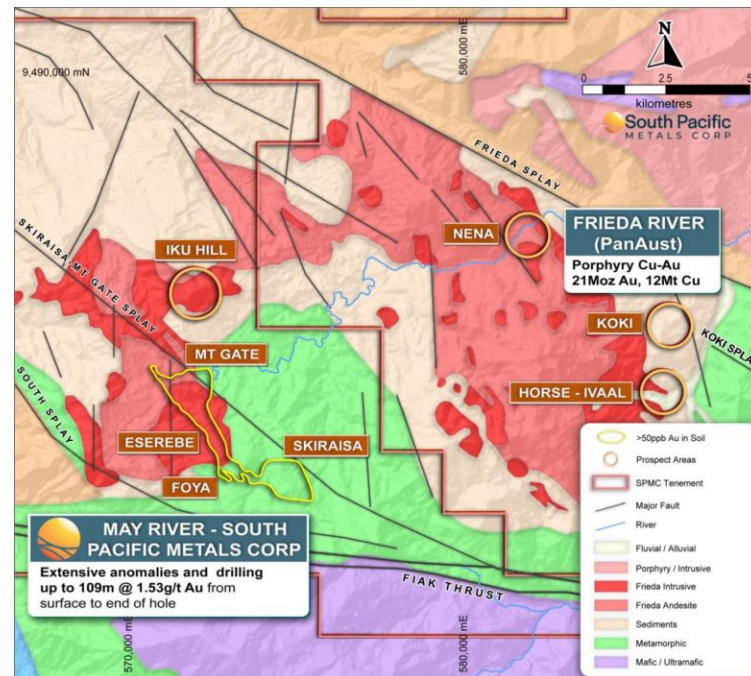 9,490,000 mN
580,000 mE
N
0 2.5 5
kilometres
South Pacific
METALS CORP
FRIEDA SPLAY
SKIRAISA-MT GATE SPLAY
IKU HILL
NENA
FRIEDA RIVER
(PanAust)
Porphyry Cu-Au
21Moz Au, 12Mt Cu
KOKI
KOKI SPLA
MT GATE
HORSE - IVAAL
SOUTH SPLAY
ESEREBE
SKIRAISA
FOYA
MAY RIVER - SOUTH
PACIFIC METALS CORP
Extensive anomalies and drilling
up to 109m @ 1.53g/t Au from
surface to end of hole
FIAK THRUST
570,000 mE
580,000 mE
>50ppb Au in Soil
Prospect Areas
SPMC Tenement
Major Fault
River
Fluvial / Alluvial
Porphyry / Intrusive
Frieda Intrusive
Frieda Andesite
Sediments
Metamorphic
Mafic / Ultramafic